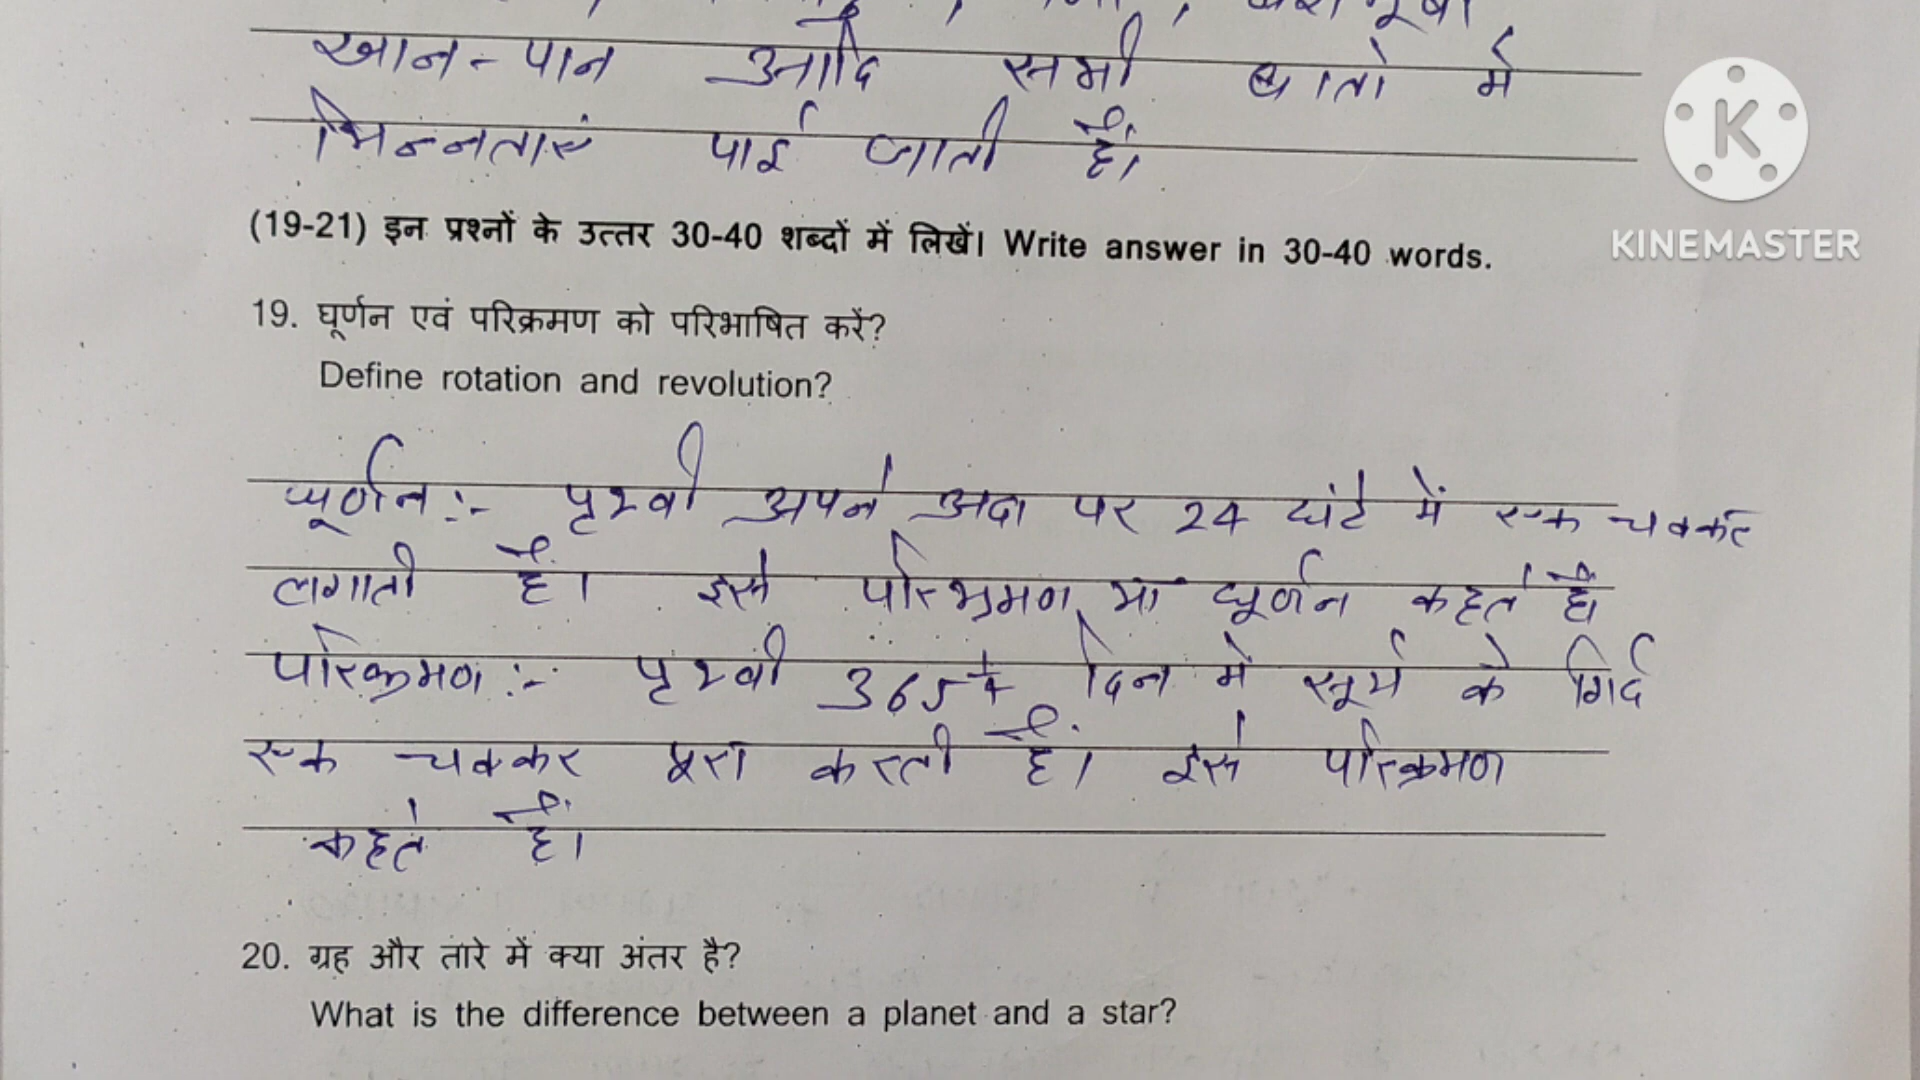 खान - पान आदि सभी बातो में
भिन्नताएं पाई जाती हैं।
K
KINEMASTER
(19-21) इन प्रश्नों के उत्तर 30-40 शब्दों में लिखें। Write answer in 30-40 words.
19. घूर्णन एवं परिक्रमण को परिभाषित करें?
Define rotation and revolution?
घूर्णन :- पृथ्वी अपने अक्ष पर 24 घंटे में एक चक्कर
लगाती है। इसे परिभ्रमण या घूर्णन कहते हैं।
परिक्रमण :- पृथ्वी दिन में सूर्य के गिर्द
एक चक्कर पूरा करती है। इसे परिक्रमण
कहते हैं।
20. ग्रह और तारे में क्या अंतर है?
What is the difference between a planet and a star?